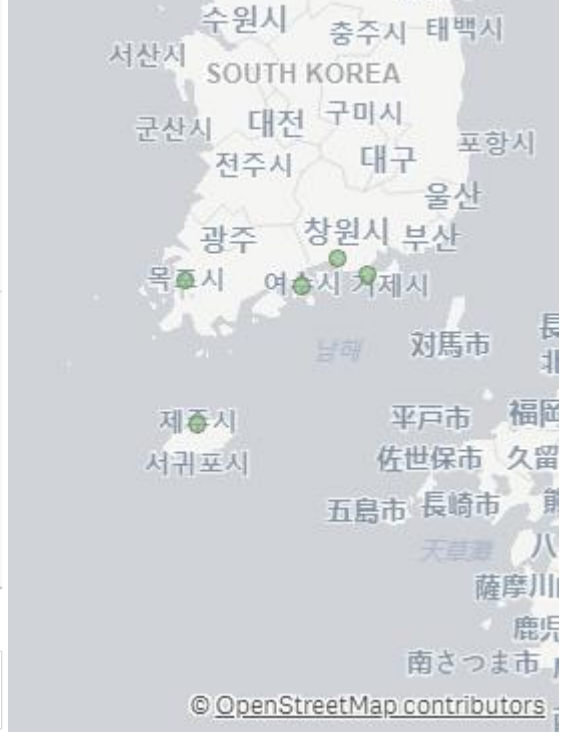 수원시
충주시
태백시
서산시
SOUTH KOREA
군산시
대전
구미시
포항시
전주시
대구
울산
광주
창원시
부산
목포시
여수시
거제시
남해
対馬市
平戸市
福岡
제주시
佐世保市
久留
서귀포시
五島市
長崎市
天草灘
八
薩摩川
南さつま市
© OpenStreetMap contributors